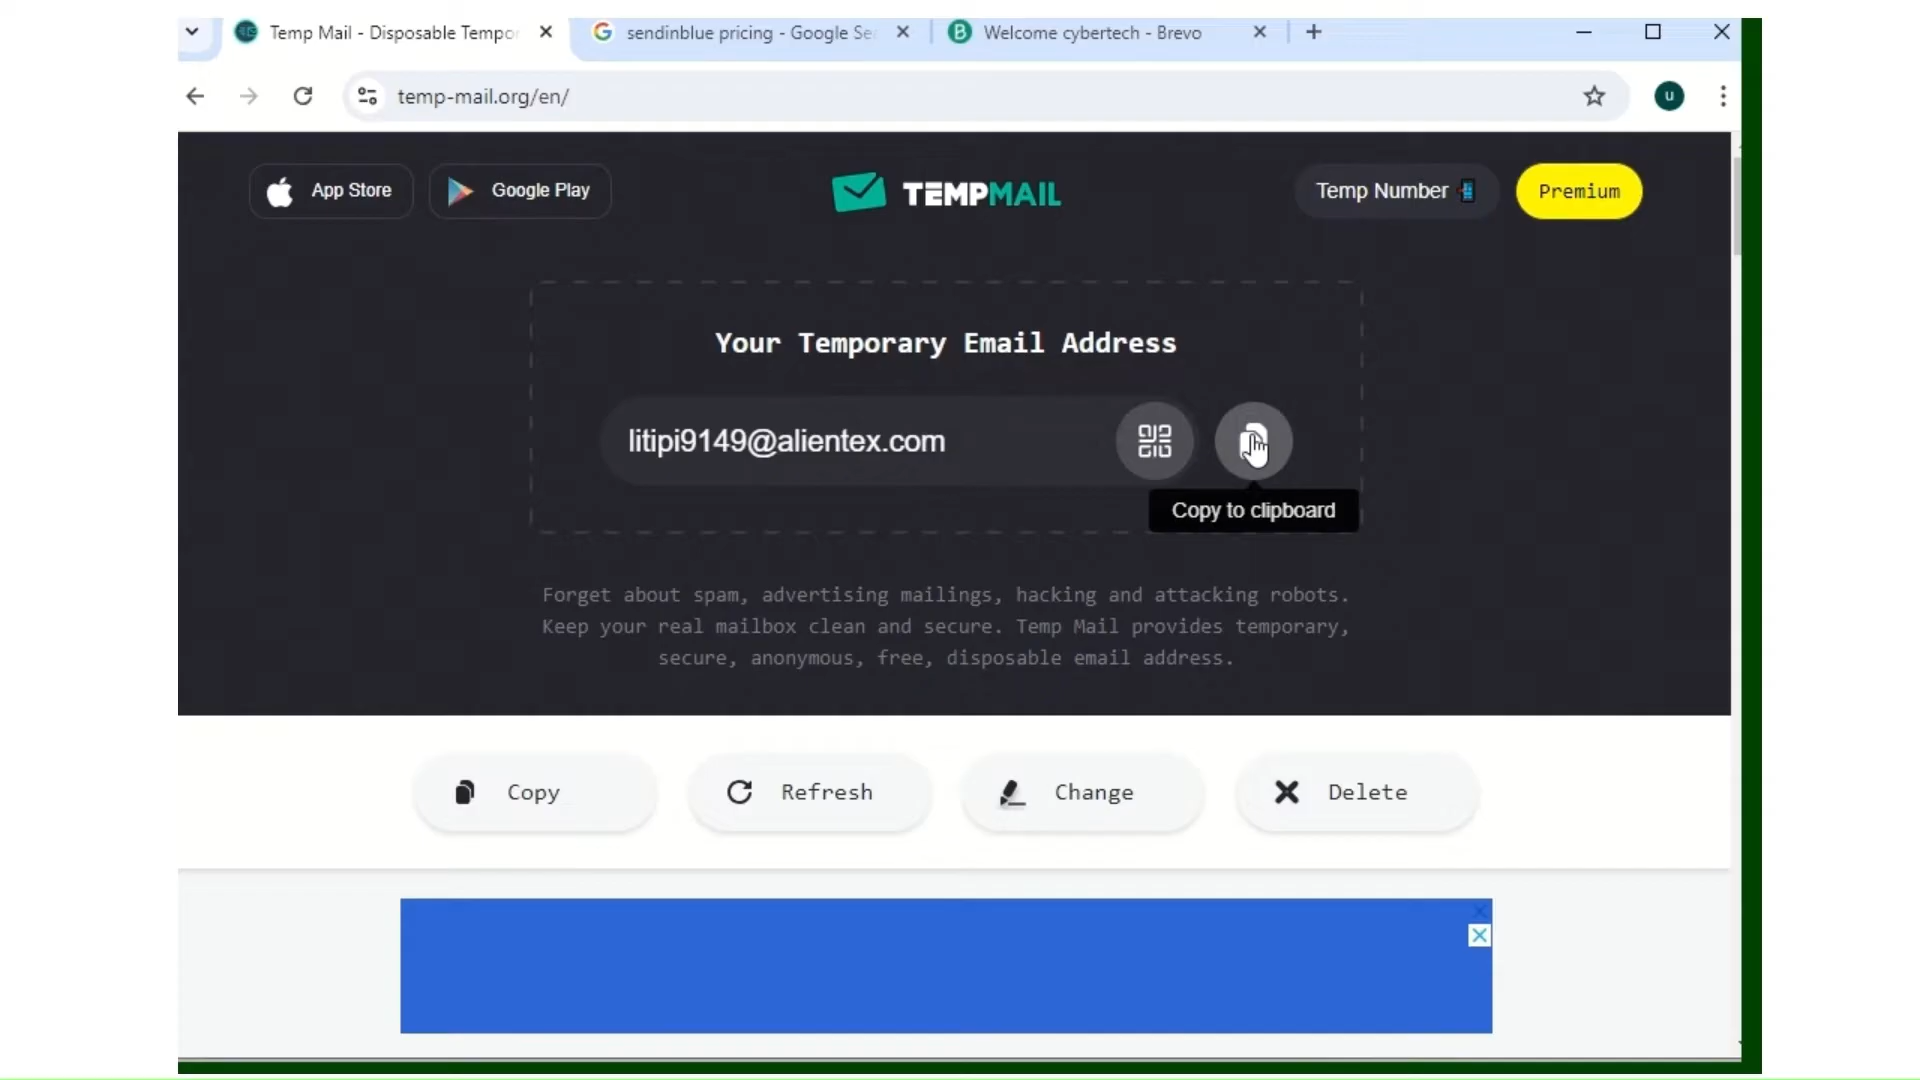 Temp Mail - Disposable Tempo
sendinblue pricing - Google Se
Welcome cybertech - Brevo
temp-mail.org/en/
u
App Store
Google Play
TEMPMAIL
Temp Number
Premium
Your Temporary Email Address
litipi9149@alientex.com
Copy to clipboard
Forget about spam, advertising mailings, hacking and attacking robots.
Keep your real mailbox clean and secure. Temp Mail provides temporary,
secure, anonymous, free, disposable email address.
Copy
Refresh
Change
Delete